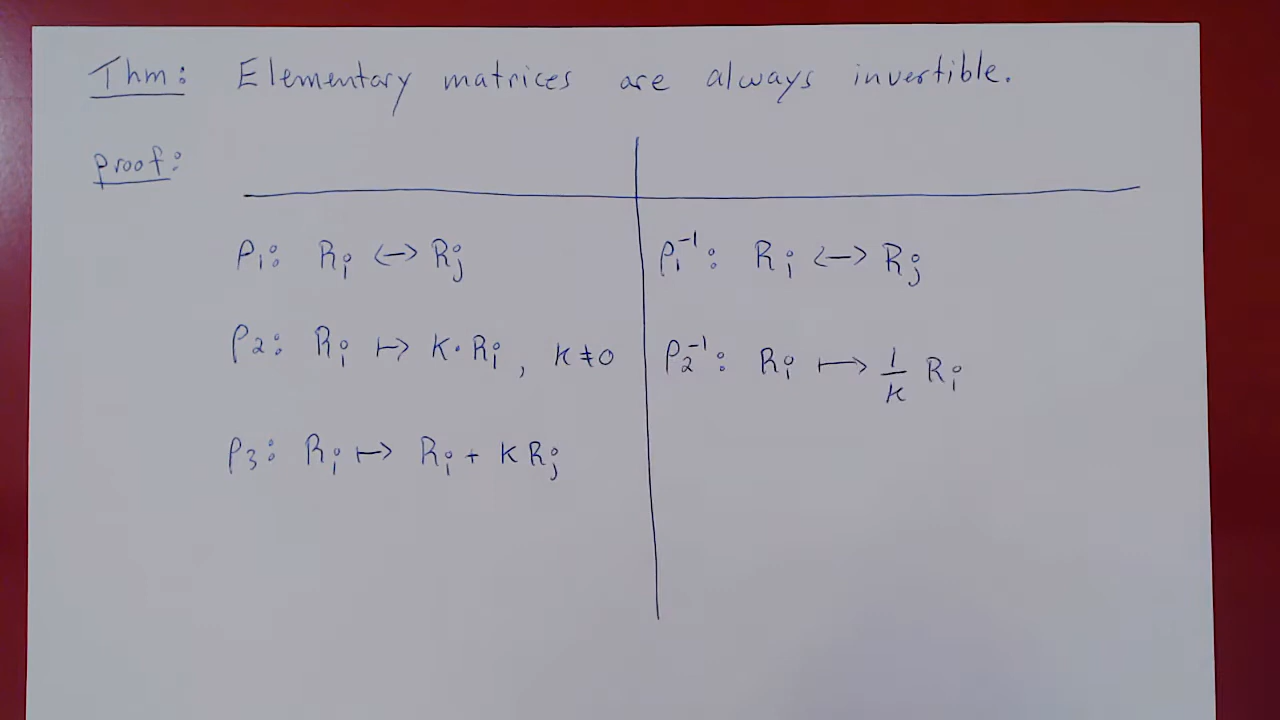 Thm: Elementary matrices are always invertible.
proof:
ρ₁: Rᵢ ↔ Rⱼ
ρ₁⁻¹: Rᵢ ↔ Rⱼ
ρ₂: Rᵢ ↦ K·Rᵢ, K≠0
ρ₂⁻¹: Rᵢ ↦ 1/K Rᵢ
ρ₃: Rᵢ ↦ Rᵢ + K Rⱼ